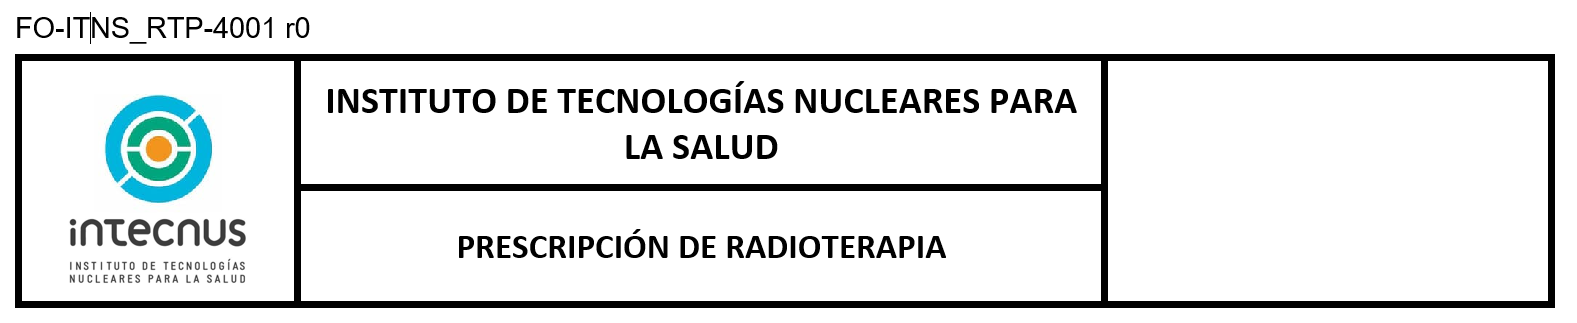 FO-ITNS_RTP-4001 r0
INSTITUTO DE TECNOLOGÍAS NUCLEARES PARA
LA SALUD
intecnus
INSTITUTO DE TECNOLOGÍAS
NUCLEARES PARA LA SALUD
PRESCRIPCIÓN DE RADIOTERAPIA